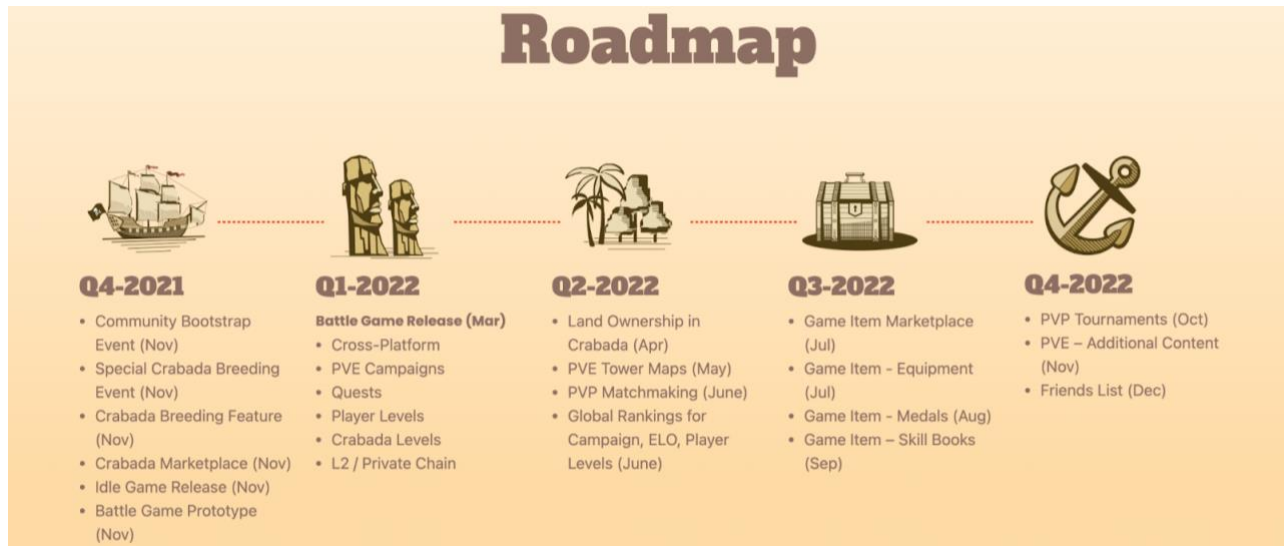 Roadmap
Q4-2021
• Community Bootstrap
Event (Nov)
• Special Crabada Breeding
Event (Nov)
• Crabada Breeding Feature
(Nov)
• Crabada Marketplace (Nov)
• Idle Game Release (Nov)
• Battle Game Prototype
(Nov)
Q1-2022
Battle Game Release (Mar)
• Cross-Platform
• PVE Campaigns
• Quests
• Player Levels
• Crabada Levels
• L2 / Private Chain
Q2-2022
• Land Ownership in
Crabada (Apr)
• PVE Tower Maps (May)
• PVP Matchmaking (June)
• Global Rankings for
Campaign, ELO, Player
Levels (June)
Q3-2022
• Game Item Marketplace
(Jul)
• Game Item - Equipment
(Jul)
• Game Item - Medals (Aug)
• Game Item – Skill Books
(Sep)
Q4-2022
• PVP Tournaments (Oct)
• PVE – Additional Content
(Nov)
• Friends List (Dec)